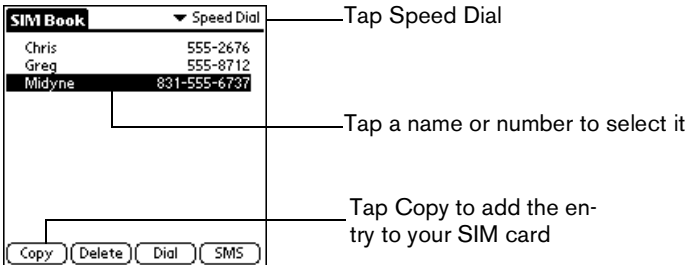 SIM Book ▼ Speed Dial
Tap Speed Dial
Chris 555-2676
Greg 555-8712
Midyne 831-555-6737
Tap a name or number to select it
Tap Copy to add the en-
try to your SIM card
Copy Delete Dial SMS